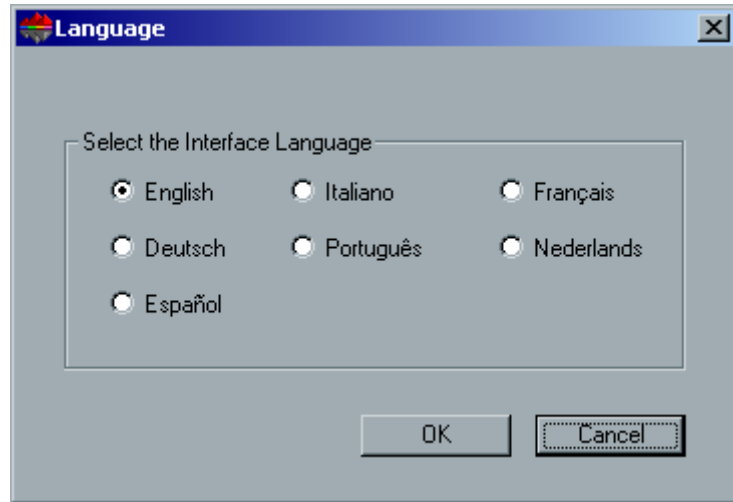 Language
Select the Interface Language
English Italiano Français
Deutsch Português Nederlands
Español
OK Cancel